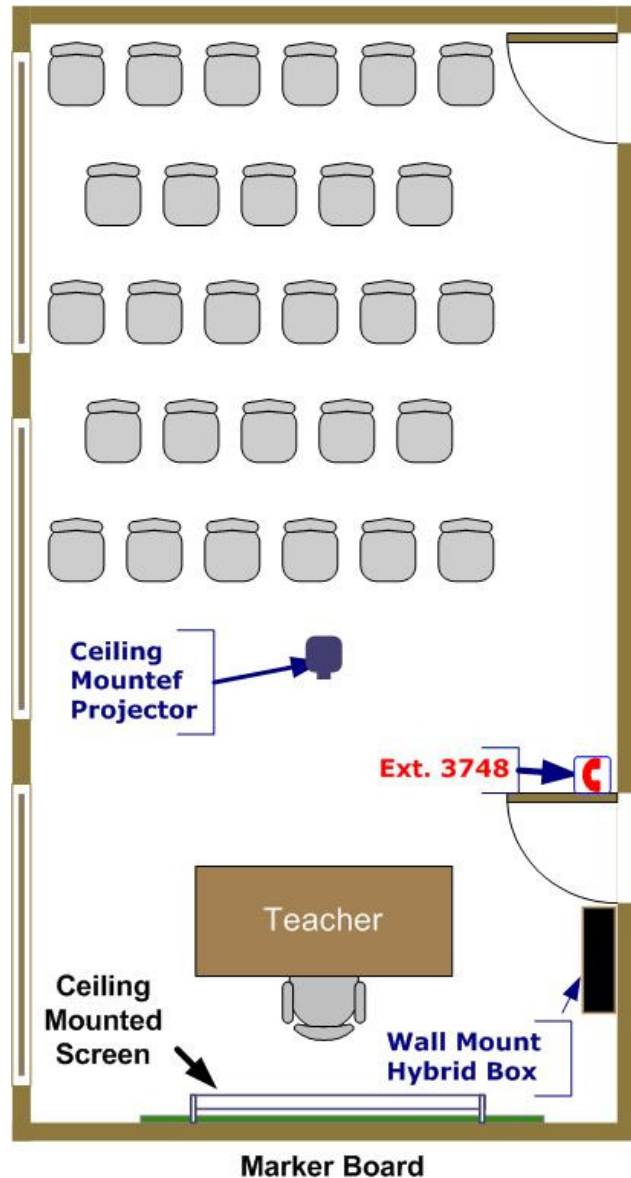 Ceiling
Mountef
Projector
Ext. 3748
Teacher
Ceiling
Mounted
Screen
Wall Mount
Hybrid Box
Marker Board